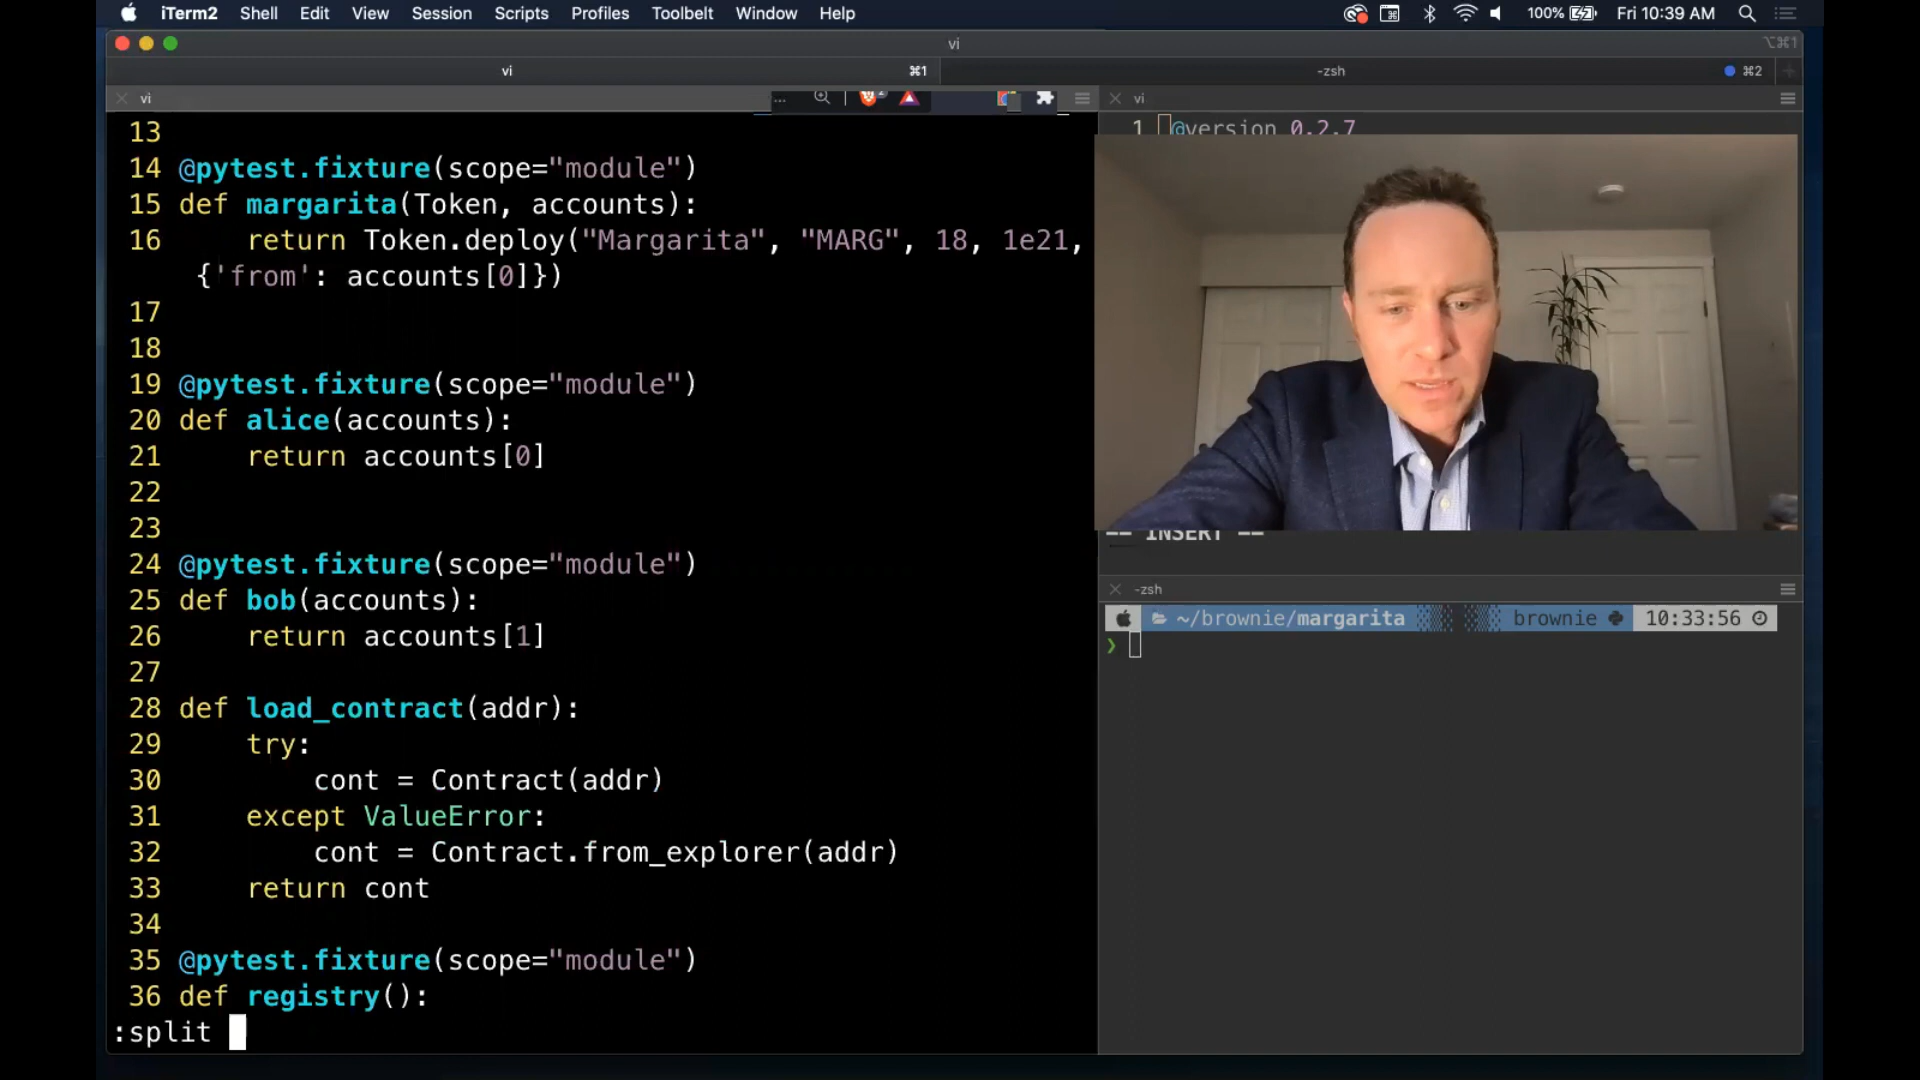 iTerm2 Shell Edit View Session Scripts Profiles Toolbelt Window Help 100% Fri 10:39 AM
vi ⌥⌘1
vi ⌘1 -zsh ⌘2
vi
13
14 @pytest.fixture(scope="module")
15 def margarita(Token, accounts):
16     return Token.deploy("Margarita", "MARG", 18, 1e21,
{'from': accounts[0]})
17
18
19 @pytest.fixture(scope="module")
20 def alice(accounts):
21     return accounts[0]
22
23
24 @pytest.fixture(scope="module")
25 def bob(accounts):
26     return accounts[1]
27
28 def load_contract(addr):
29     try:
30         cont = Contract(addr)
31     except ValueError:
32         cont = Contract.from_explorer(addr)
33     return cont
34
35 @pytest.fixture(scope="module")
36 def registry():
:split
vi
1 @version 0.2.7
-- INSERT --
-zsh
~/brownie/margarita brownie 10:33:56
❯